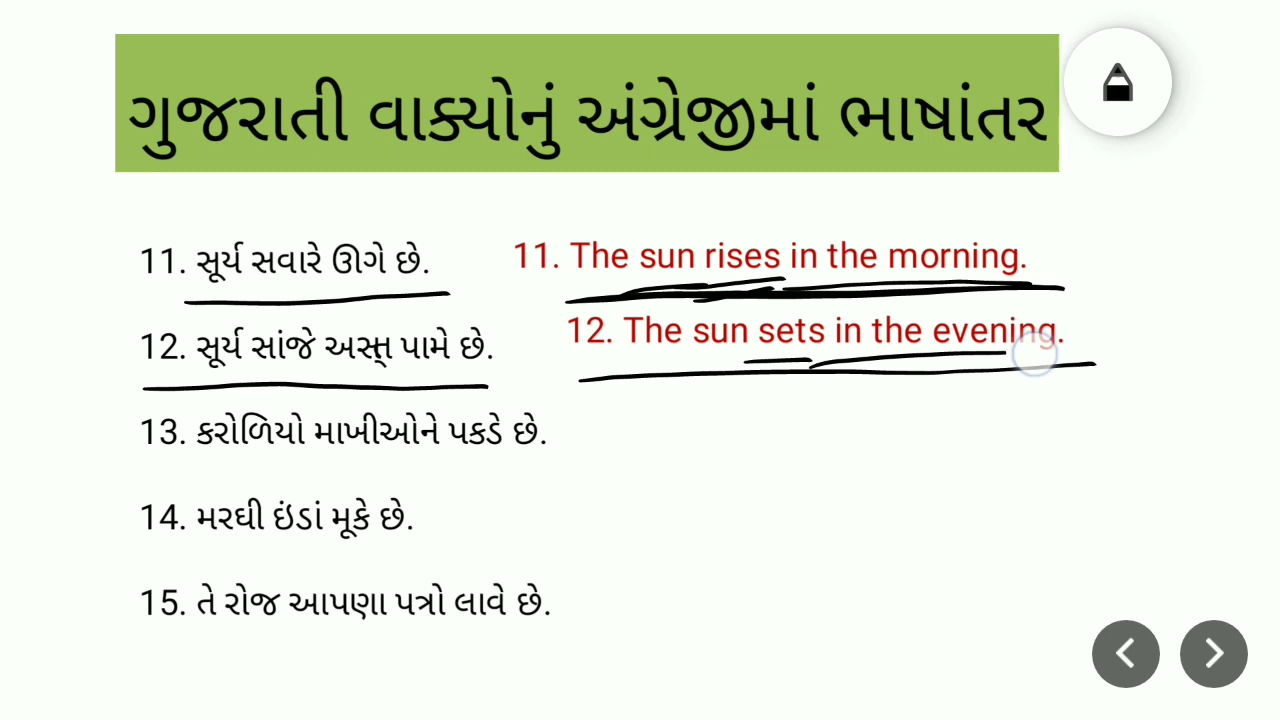 ગુજરાતી વાક્યોનું અંગ્રેજીમાં ભાષાંતર
11. સૂર્ય સવારે ઊગે છે.
11. The sun rises in the morning.
12. સૂર્ય સાંજે અસ્ત્ પામે છે.
12. The sun sets in the evening.
13. કરોળિયો માખીઓને પકડે છે.
14. મરઘી ઇંડાં મૂકે છે.
15. તે રોજ આપણા પત્રો લાવે છે.